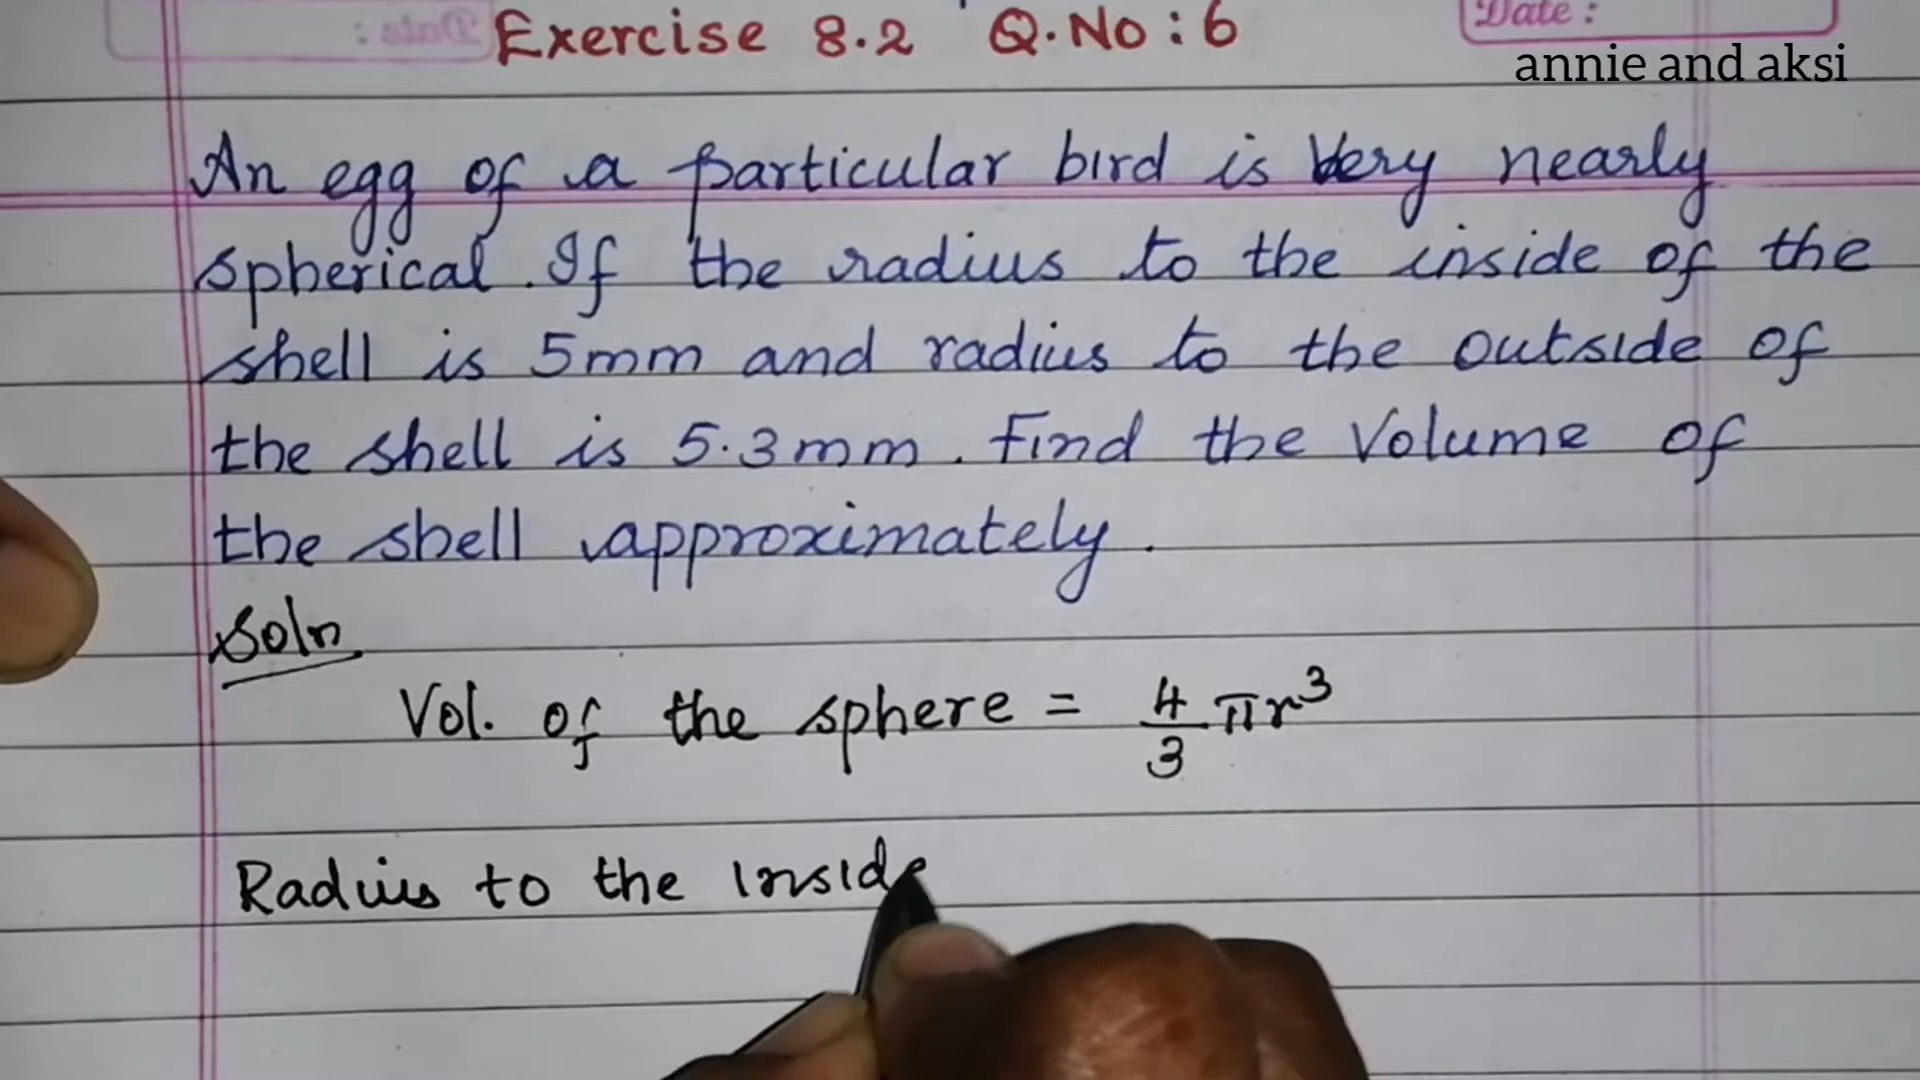 Exercise 8.2 Q.No: 6
Date:
annie and aksi
An egg of a particular bird is very nearly
spherical. If the radius to the inside of the
shell is 5mm and radius to the outside of
the shell is 5.3mm. Find the Volume of
the shell approximately.
Soln
Vol. of the sphere = 4/3 πr³
Radius to the inside